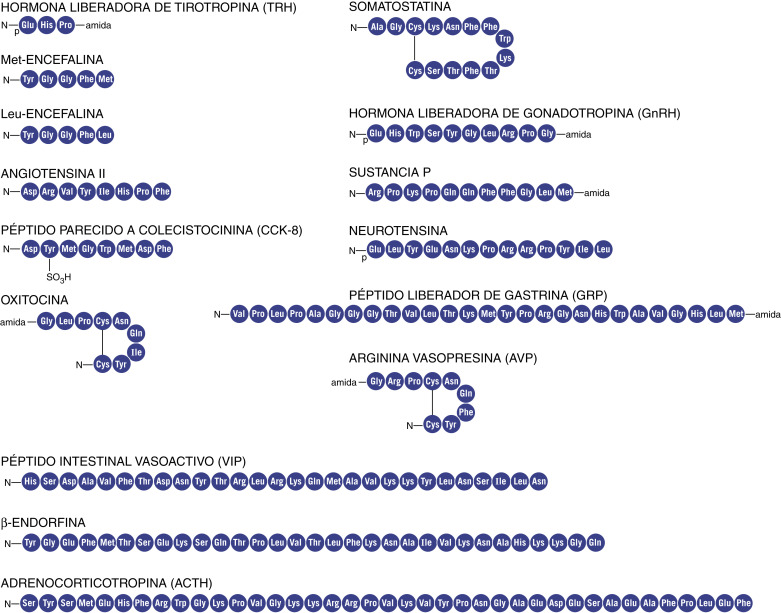 HORMONA LIBERADORA DE TIROTROPINA (TRH)
N pGlu His Pro amida
Met-ENCEFALINA
N Tyr Gly Gly Phe Met
Leu-ENCEFALINA
N Tyr Gly Gly Phe Leu
ANGIOTENSINA II
N Asp Arg Val Tyr Ile His Pro Phe
PÉPTIDO PARECIDO A COLECISTOCININA (CCK-8)
N Asp Tyr Met Gly Trp Met Asp Phe
SO3H
OXITOCINA
amida Gly Leu Pro Cys Asn
Gln
Ile
N Cys Tyr
SOMATOSTATINA
N Ala Gly Cys Lys Asn Phe Phe
Trp
Lys
Cys Ser Thr Phe Thr
HORMONA LIBERADORA DE GONADOTROPINA (GnRH)
N pGlu His Trp Ser Tyr Gly Leu Arg Pro Gly amida
SUSTANCIA P
N Arg Pro Lys Pro Gln Gln Phe Phe Gly Leu Met amida
NEUROTENSINA
N pGlu Leu Tyr Glu Asn Lys Pro Arg Arg Pro Tyr Ile Leu
PÉPTIDO LIBERADOR DE GASTRINA (GRP)
N Val Pro Leu Pro Ala Gly Gly Gly Thr Val Leu Thr Lys Met Tyr Pro Arg Gly Asn His Trp Ala Val Gly His Leu Met amida
ARGININA VASOPRESINA (AVP)
amida Gly Arg Pro Cys Asn
Gln
Phe
N Cys Tyr
PÉPTIDO INTESTINAL VASOACTIVO (VIP)
N His Ser Asp Ala Val Phe Thr Asp Asn Tyr Thr Arg Leu Arg Lys Gln Met Ala Val Lys Lys Tyr Leu Asn Ser Ile Leu Asn
β-ENDORFINA
N Tyr Gly Glu Phe Met Thr Ser Glu Lys Ser Gln Thr Pro Leu Val Thr Leu Phe Lys Asn Ala Ile Val Lys Asn Ala His Lys Lys Gly Gln
ADRENOCORTICOTROPINA (ACTH)
N Ser Tyr Ser Met Glu His Phe Arg Trp Gly Lys Pro Val Gly Lys Lys Arg Arg Pro Val Lys Val Tyr Pro Asn Gly Ala Glu Asp Glu Ser Ala Glu Ala Phe Pro Leu Glu Phe